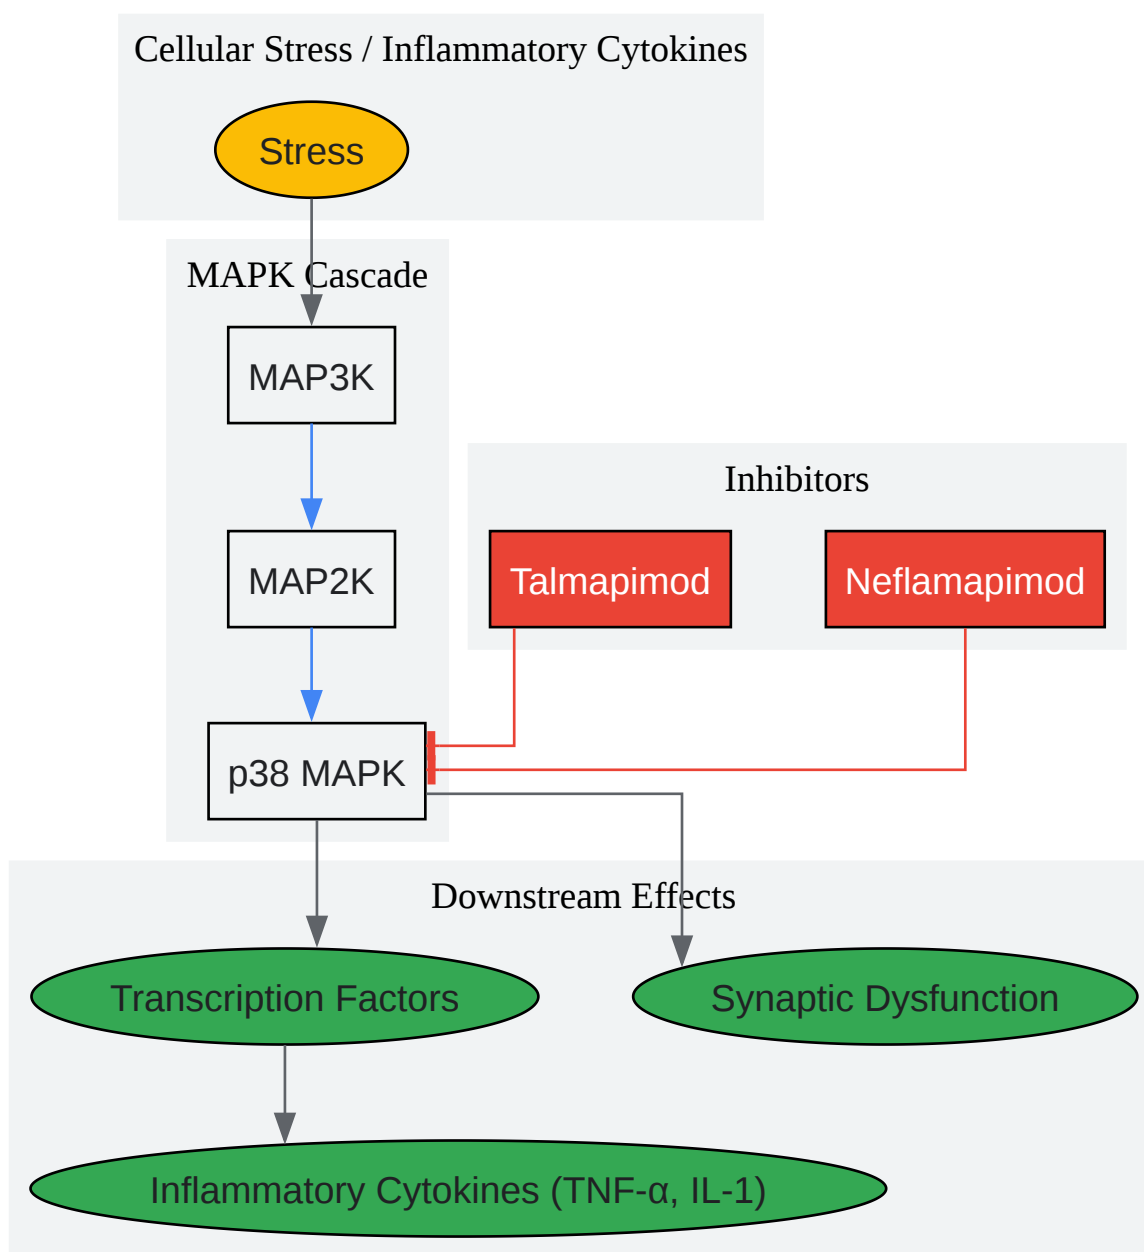 Cellular Stress / Inflammatory Cytokines
Stress
MAPK Cascade
MAP3K
Inhibitors
MAP2K
Talmapimod
Neflamapimod
p38 MAPK
Downstream Effects
Transcription Factors
Synaptic Dysfunction
Inflammatory Cytokines (TNF-α, IL-1)